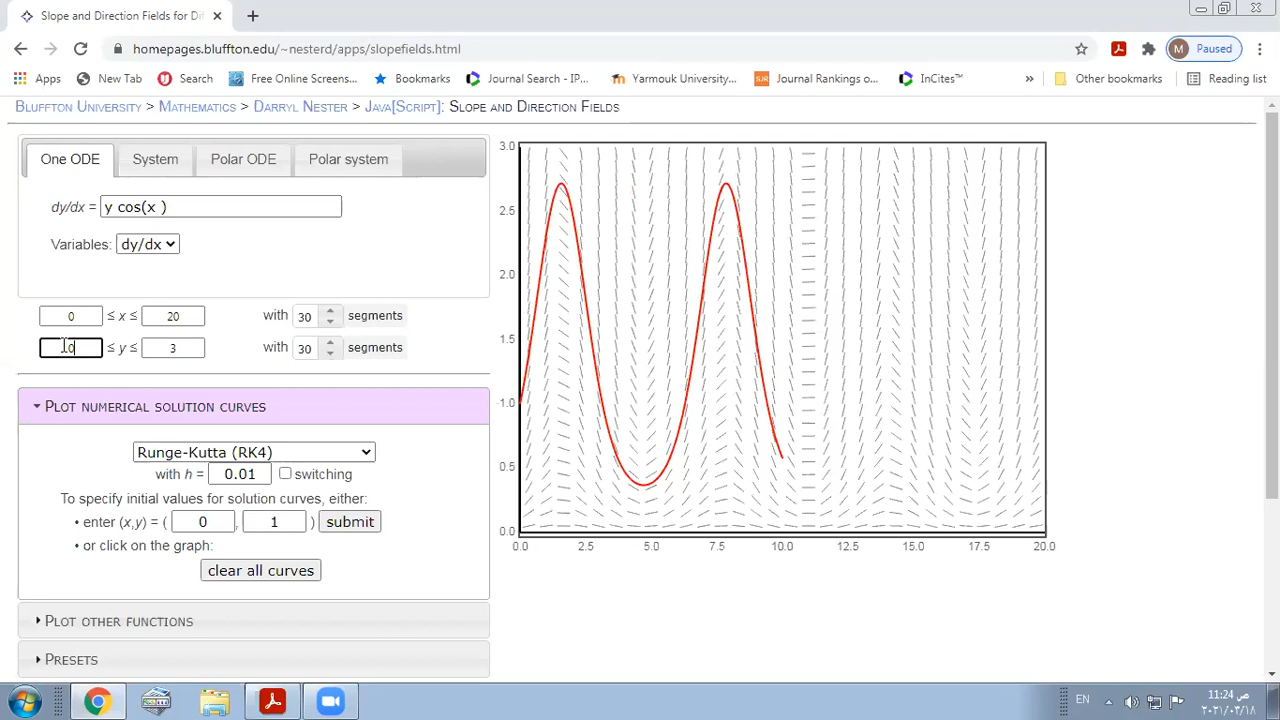 Slope and Direction Fields for Di
homepages.bluffton.edu/~nesterd/apps/slopefields.html
M Paused
Apps New Tab Search Free Online Screens... Bookmarks Journal Search - IP... Yarmouk University... Journal Rankings o... InCites™ » Other bookmarks Reading list
BLUFFTON UNIVERSITY > MATHEMATICS > DARRYL NESTER > JAVA[SCRIPT]: SLOPE AND DIRECTION FIELDS
One ODE System Polar ODE Polar system
dy/dx = y cos(x )
Variables: dy/dx
0 ≤ x ≤ 20 with 30 segments
0 ≤ y ≤ 3 with 30 segments
PLOT NUMERICAL SOLUTION CURVES
Runge-Kutta (RK4)
with h = 0.01 switching
To specify initial values for solution curves, either:
• enter (x,y) = ( 0 , 1 ) submit
• or click on the graph:
clear all curves
PLOT OTHER FUNCTIONS
PRESETS
3.0
2.5
2.0
1.5
1.0
0.5
0.0
0.0 2.5 5.0 7.5 10.0 12.5 15.0 17.5 20.0
EN
11:24 ص
٢٠٢١/٠٣/١٨